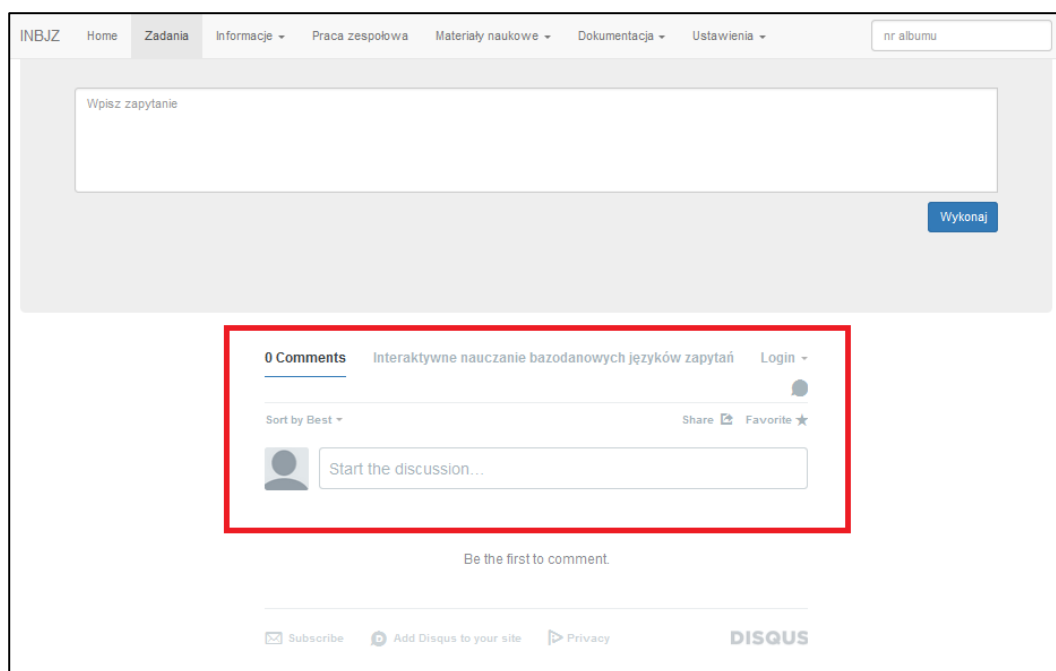 INBJZ Home Zadania Informacje Praca zespołowa Materiały naukowe Dokumentacja Ustawienia nr albumu
Wpisz zapytanie
Wykonaj
0 Comments Interaktywne nauczanie bazodanowych języków zapytań Login
Sort by Best Share Favorite
Start the discussion...
Be the first to comment.
Subscribe Add Disqus to your site Privacy DISQUS